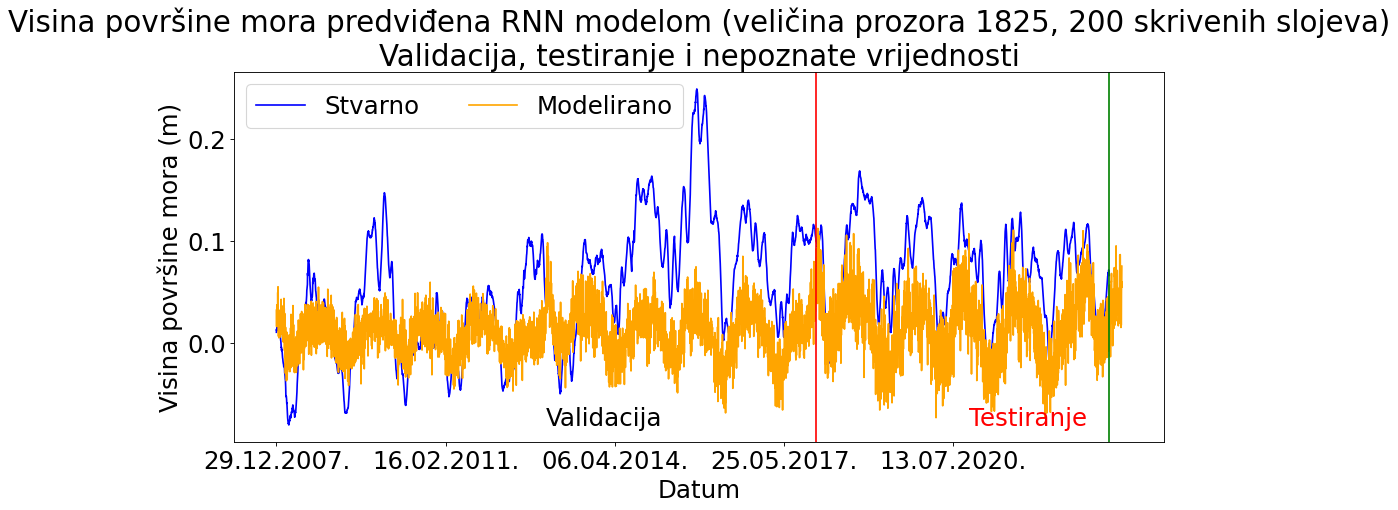 Visina površine mora predviđena RNN modelom (veličina prozora 1825, 200 skrivenih slojeva)
Validacija, testiranje i nepoznate vrijednosti
Stvarno Modelirano
Visina površine mora (m)
0.2
0.1
0.0
Validacija Testiranje
29.12.2007. 16.02.2011. 06.04.2014. 25.05.2017. 13.07.2020.
Datum